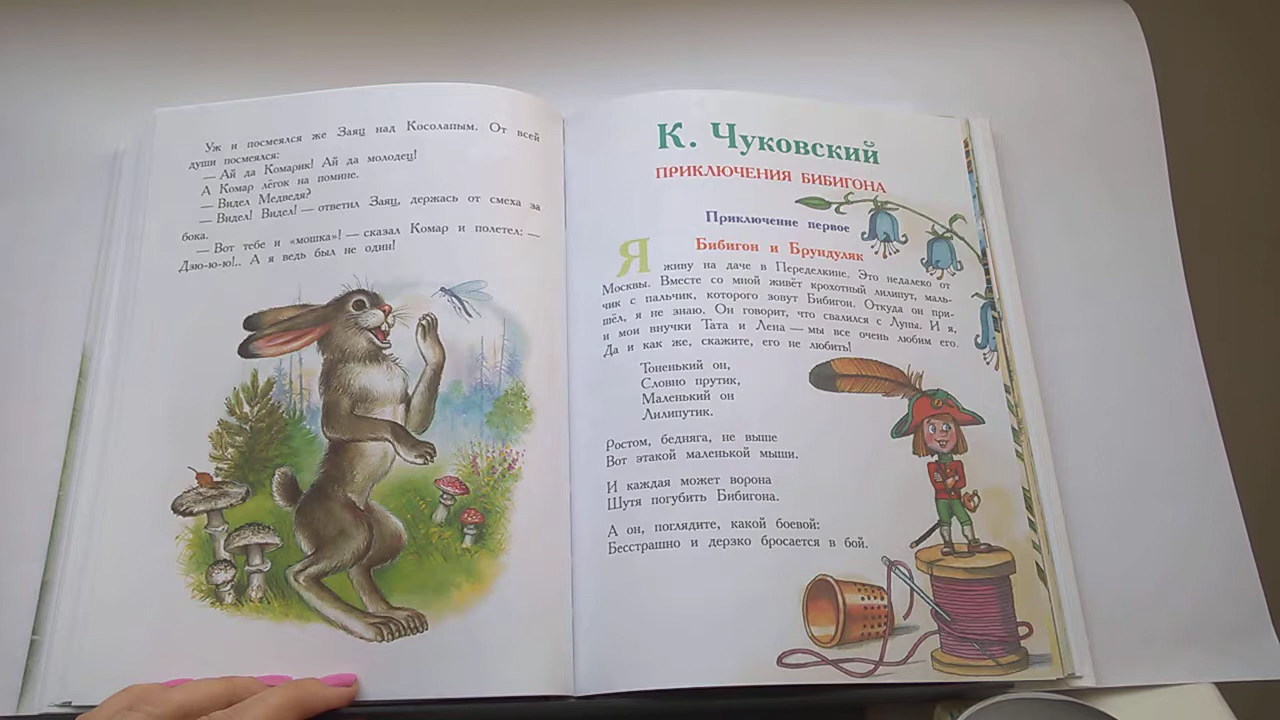 Уж и посмеялся же Заяц над Косолапым. От всей
души посмеялся:
— Ай да Комарик! Ай да молодец!
А Комар лёгок на помине.
— Видел Медведя?
— Видел! Видел! — ответил Заяц, держась от смеха за
бока.
— Вот тебе и «мошка»! — сказал Комар и полетел: —
Дзю-ю-ю!.. А я ведь был не один!
К. Чуковский
ПРИКЛЮЧЕНИЯ БИБИГОНА
Приключение первое
Бибигон и Брундуляк
Я живу на даче в Переделкине. Это недалеко от
Москвы. Вместе со мной живёт крохотный лилипут, маль-
чик с пальчик, которого зовут Бибигон. Откуда он при-
шёл, я не знаю. Он говорит, что свалился с Луны. И я,
и мои внучки Тата и Лена — мы все очень любим его.
Да и как же, скажите, его не любить!
Тоненький он,
Словно прутик,
Маленький он
Лилипутик.
Ростом, бедняга, не выше
Вот этакой маленькой мыши.
И каждая может ворона
Шутя погубить Бибигона.
А он, поглядите, какой боевой:
Бесстрашно и дерзко бросается в бой.